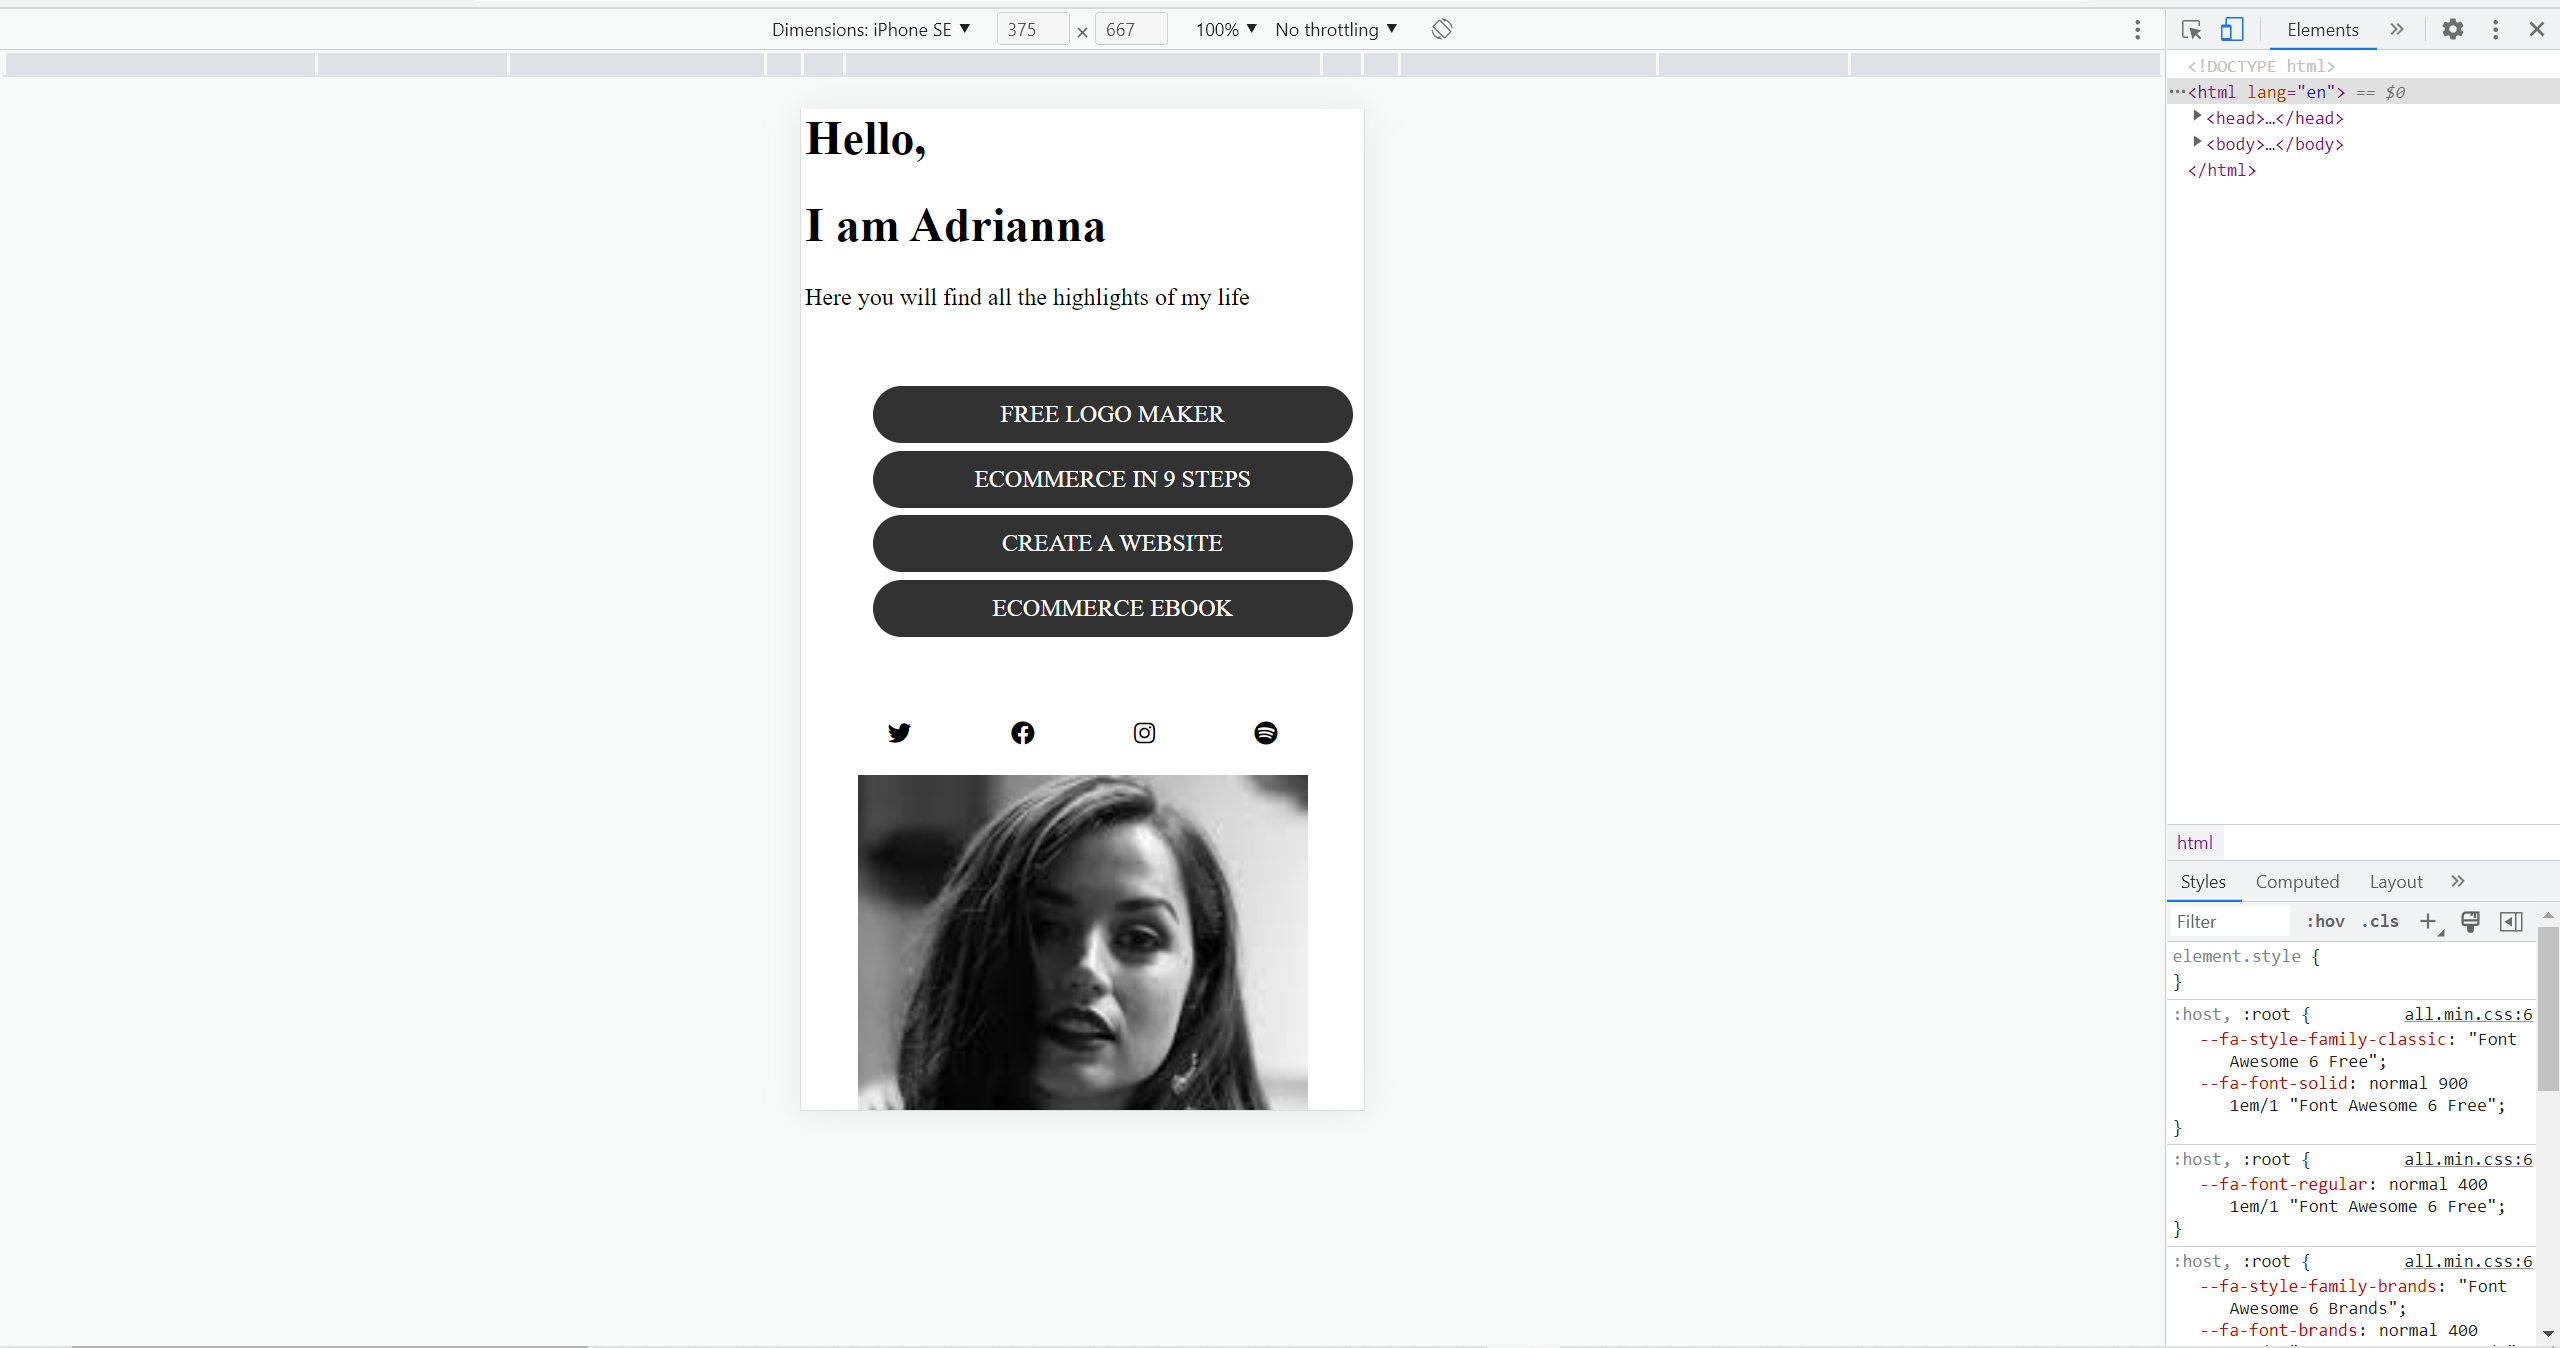 Dimensions: iPhone SE ▼ 375 × 667 100% ▼ No throttling ▼
Hello,
I am Adrianna
Here you will find all the highlights of my life
FREE LOGO MAKER
ECOMMERCE IN 9 STEPS
CREATE A WEBSITE
ECOMMERCE EBOOK
Elements »
<!DOCTYPE html>
⋯<html lang="en"> == $0
▶<head>…</head>
▶<body>…</body>
</html>
html
Styles Computed Layout »
Filter :hov .cls +
element.style {
}
:host, :root { all.min.css:6
--fa-style-family-classic: "Font
Awesome 6 Free";
--fa-font-solid: normal 900
1em/1 "Font Awesome 6 Free";
}
:host, :root { all.min.css:6
--fa-font-regular: normal 400
1em/1 "Font Awesome 6 Free";
}
:host, :root { all.min.css:6
--fa-style-family-brands: "Font
Awesome 6 Brands";
--fa-font-brands: normal 400